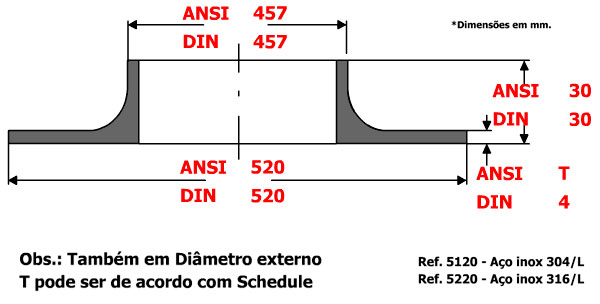 ANSI 457
DIN 457
*Dimensões em mm.
ANSI 30
DIN 30
ANSI 520
DIN 520
ANSI T
DIN 4
Obs.: Também em Diâmetro externo
T pode ser de acordo com Schedule
Ref. 5120 - Aço inox 304/L
Ref. 5220 - Aço inox 316/L